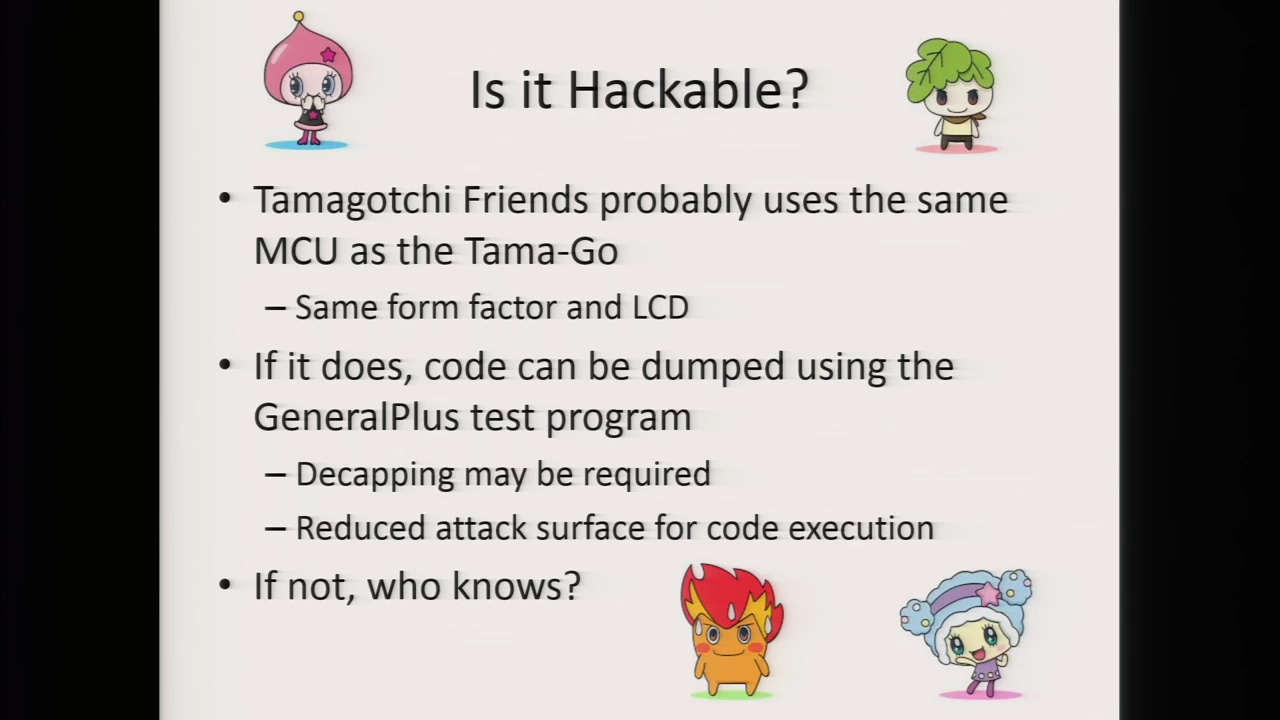 Is it Hackable?
• Tamagotchi Friends probably uses the same
MCU as the Tama-Go
– Same form factor and LCD
• If it does, code can be dumped using the
GeneralPlus test program
– Decapping may be required
– Reduced attack surface for code execution
• If not, who knows?